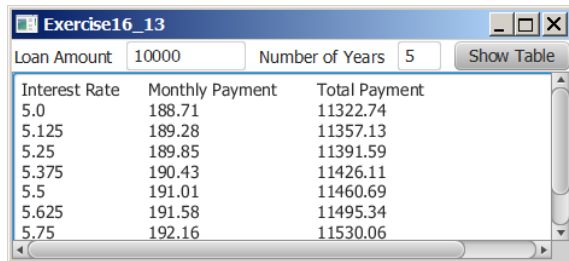 Exercise16_13
Loan Amount 10000 Number of Years 5 Show Table
Interest Rate Monthly Payment Total Payment
5.0 188.71 11322.74
5.125 189.28 11357.13
5.25 189.85 11391.59
5.375 190.43 11426.11
5.5 191.01 11460.69
5.625 191.58 11495.34
5.75 192.16 11530.06